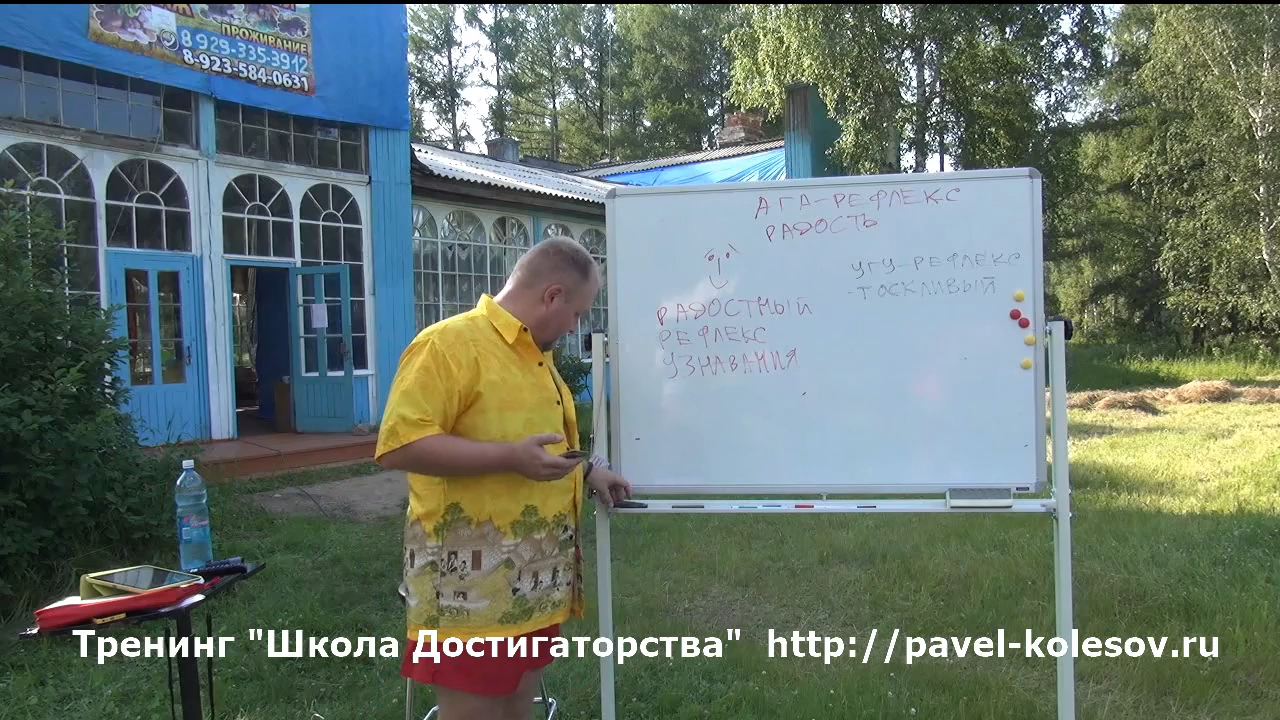 ПРОЖИВАНИЕ
8 929-335-3912
8-923-584-0631
АГА-РЕФЛЕКС
РАДОСТЬ
РАДОСТНЫЙ
РЕФЛЕКС
УЗНАВАНИЯ
УГУ-РЕФЛЕКС
-ТОСКЛИВЫЙ
Тренинг "Школа Достигаторства" http://pavel-kolesov.ru